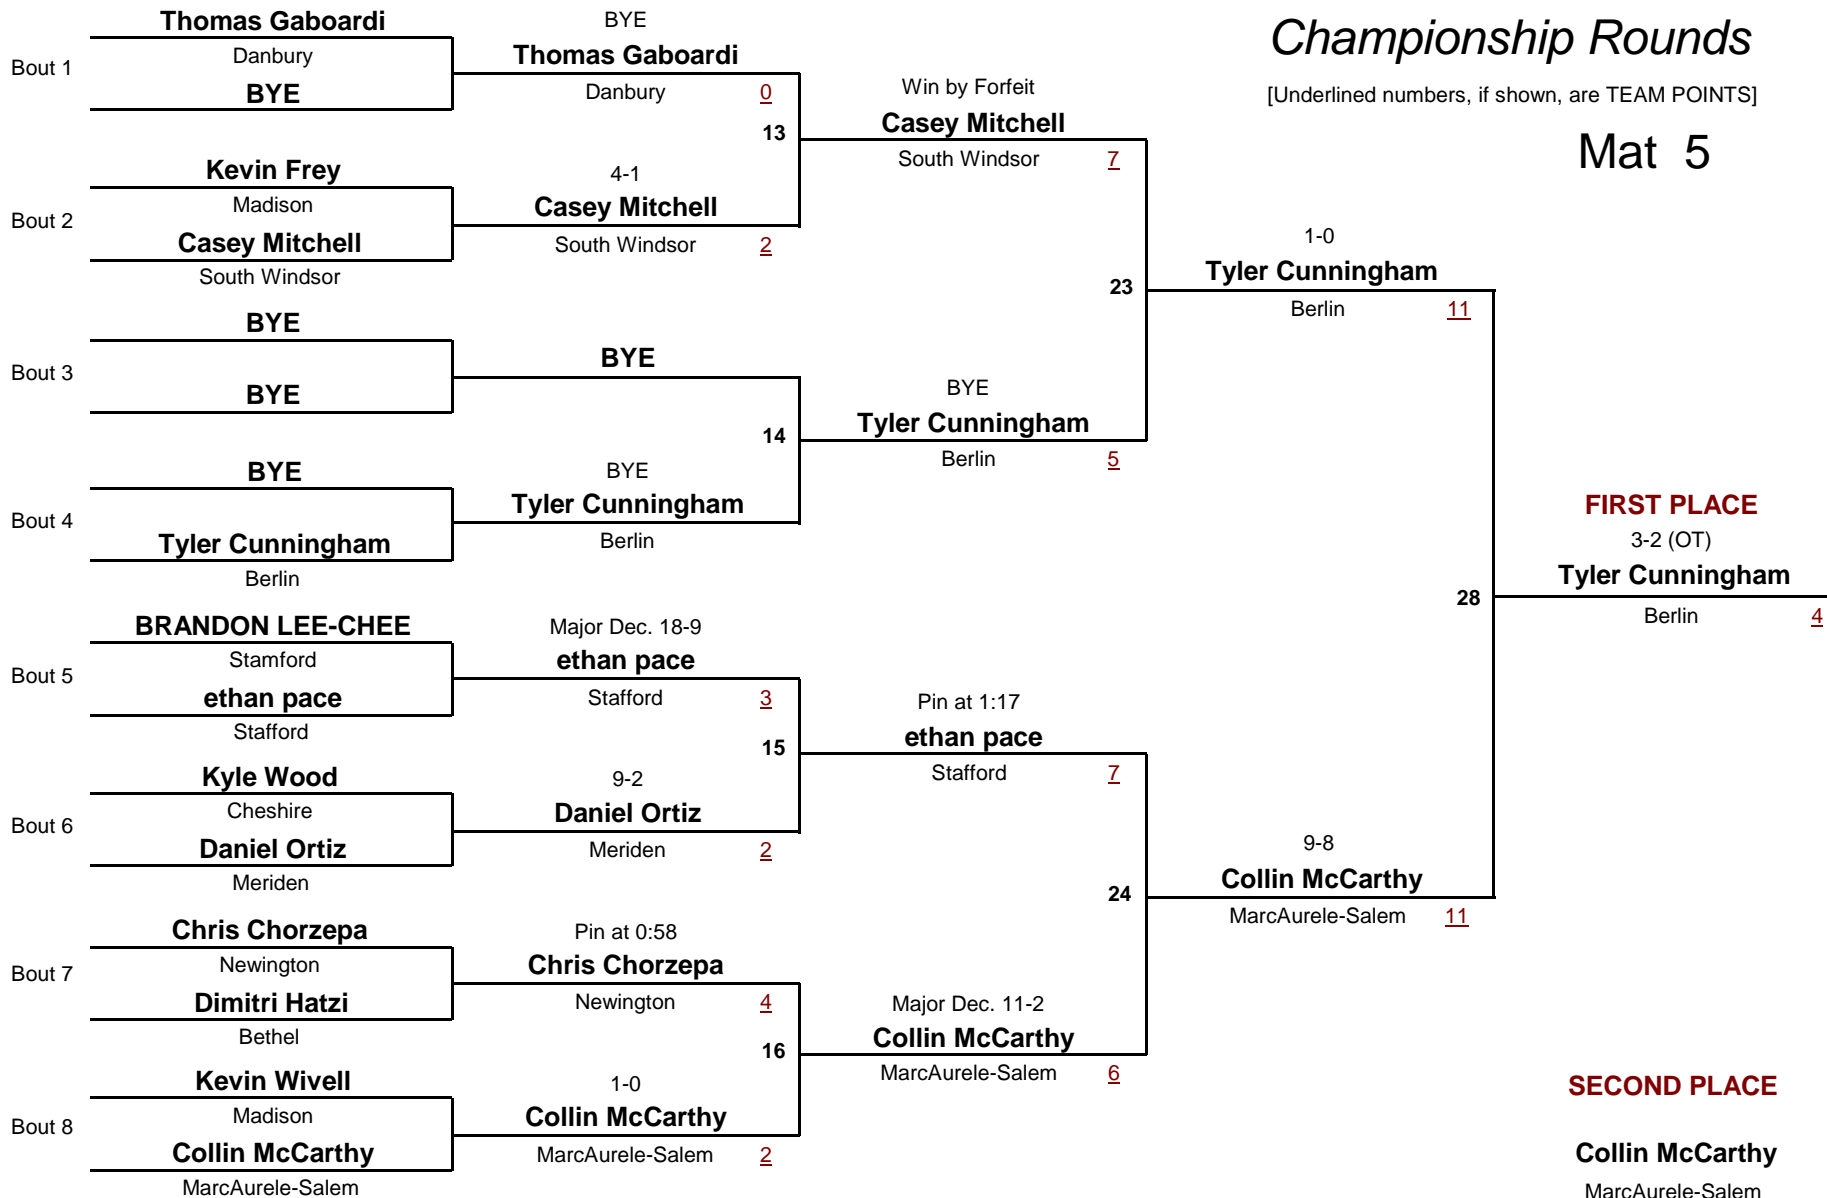 Championship Rounds
[Underlined numbers, if shown, are TEAM POINTS]
Mat 5
Bout 1
Thomas Gaboardi
Danbury
BYE
Bout 2
Kevin Frey
Madison
Casey Mitchell
South Windsor
Bout 3
BYE
BYE
Bout 4
BYE
Tyler Cunningham
Berlin
Bout 5
BRANDON LEE-CHEE
Stamford
ethan pace
Stafford
Bout 6
Kyle Wood
Cheshire
Daniel Ortiz
Meriden
Bout 7
Chris Chorzepa
Newington
Dimitri Hatzi
Bethel
Bout 8
Kevin Wivell
Madison
Collin McCarthy
MarcAurele-Salem
BYE
Thomas Gaboardi
Danbury 0
13
4-1
Casey Mitchell
South Windsor 2
BYE
14
BYE
Tyler Cunningham
Berlin
Major Dec. 18-9
ethan pace
Stafford 3
15
9-2
Daniel Ortiz
Meriden 2
Pin at 0:58
Chris Chorzepa
Newington 4
16
1-0
Collin McCarthy
MarcAurele-Salem 2
Win by Forfeit
Casey Mitchell
South Windsor 7
23
BYE
Tyler Cunningham
Berlin 5
Pin at 1:17
ethan pace
Stafford 7
24
Major Dec. 11-2
Collin McCarthy
MarcAurele-Salem 6
1-0
Tyler Cunningham
Berlin 11
28
9-8
Collin McCarthy
MarcAurele-Salem 11
FIRST PLACE
3-2 (OT)
Tyler Cunningham
Berlin 4
SECOND PLACE
Collin McCarthy
MarcAurele-Salem